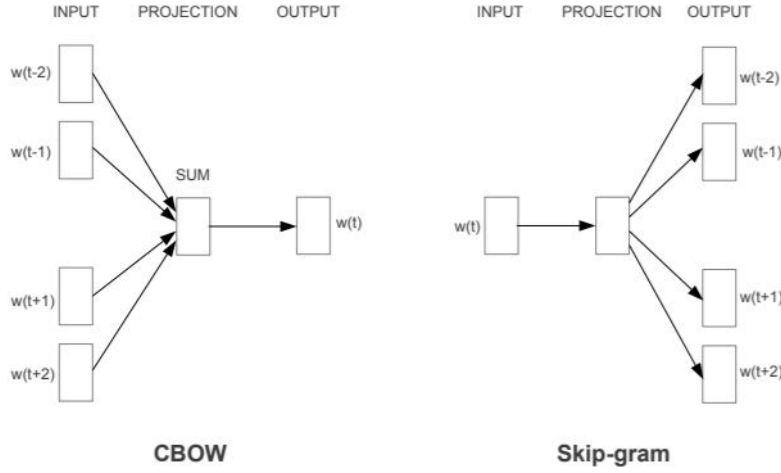 INPUT PROJECTION OUTPUT
w(t-2)
w(t-1)
SUM
w(t)
w(t+1)
w(t+2)
CBOW
INPUT PROJECTION OUTPUT
w(t-2)
w(t-1)
w(t)
w(t+1)
w(t+2)
Skip-gram